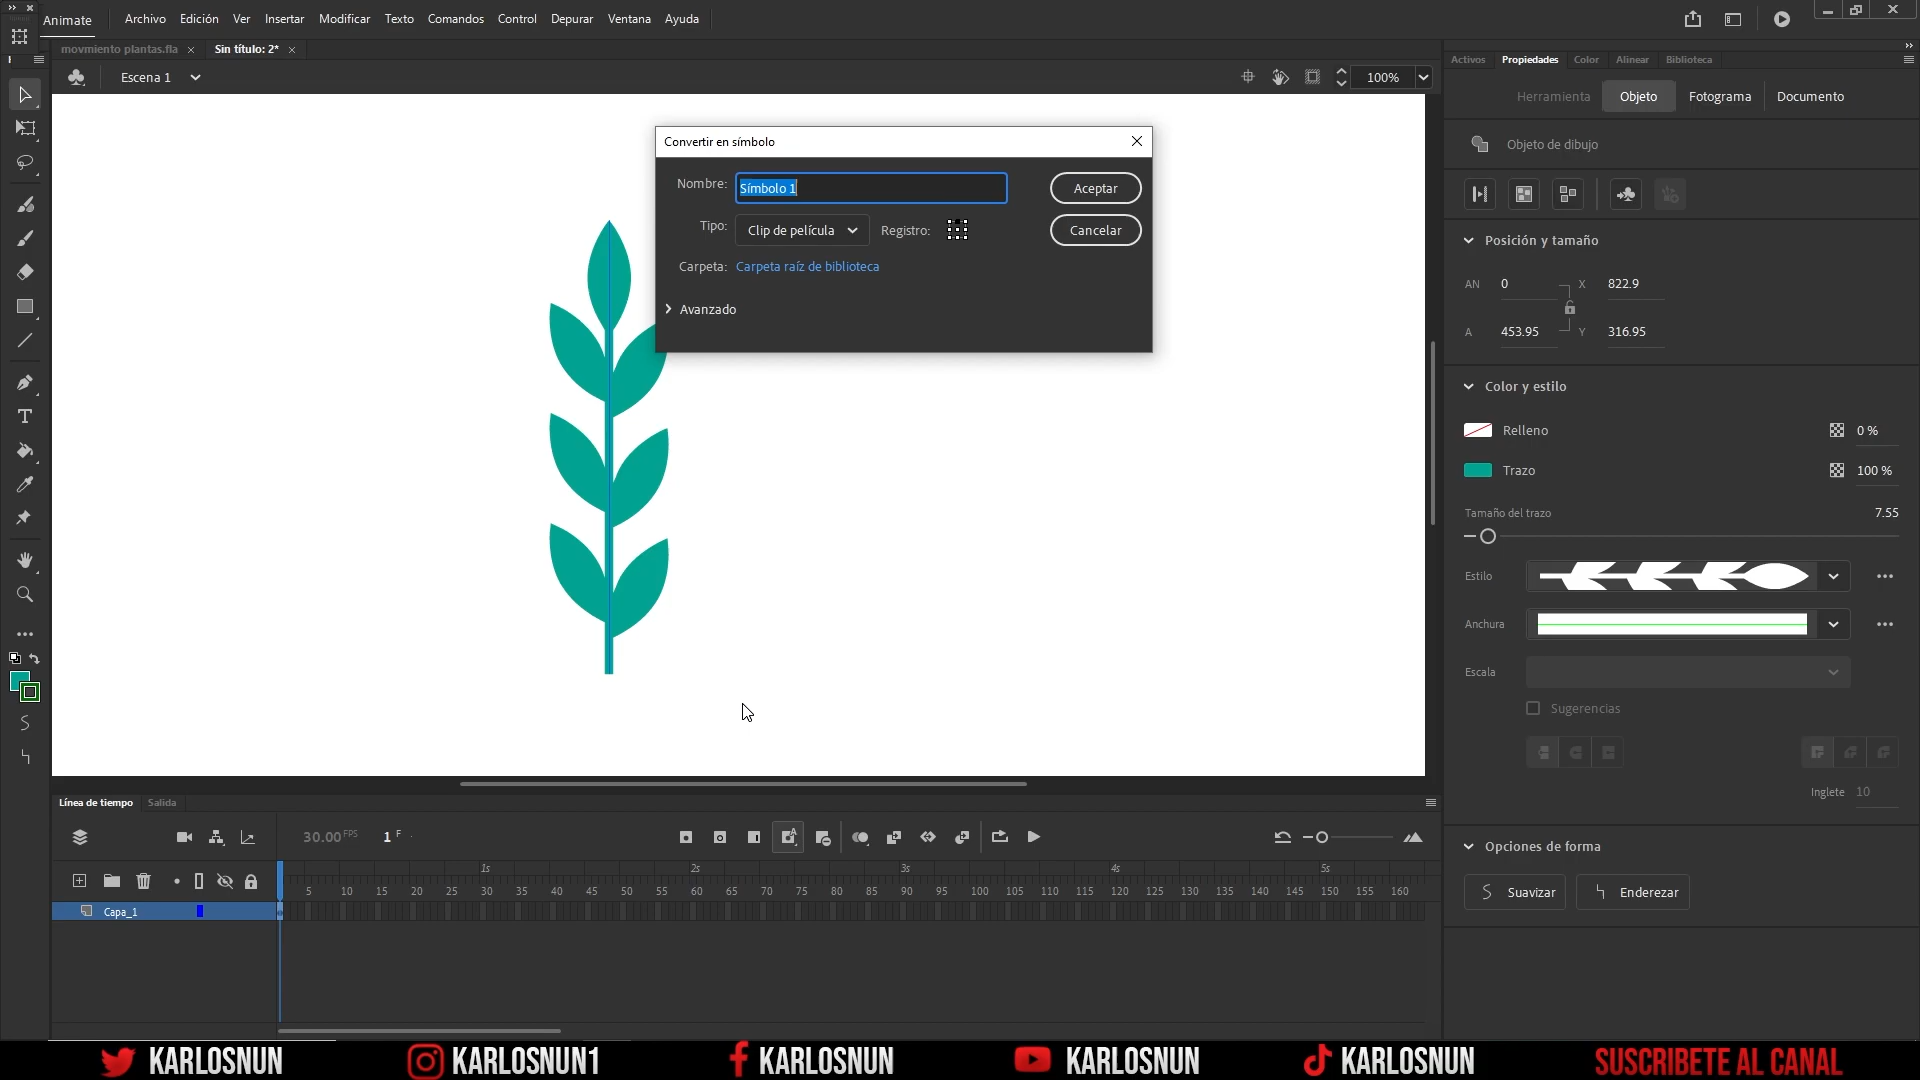 Animate
Archivo Edición Ver Insertar Modificar Texto Comandos Control Depurar Ventana Ayuda
movmiento plantas.fla
Sin título: 2*
Activos Propiedades Color Alinear Biblioteca
Escena 1
100%
Herramienta Objeto Fotograma Documento
Convertir en símbolo
Nombre: Símbolo 1
Aceptar
Tipo: Clip de película
Registro:
Cancelar
Carpeta: Carpeta raíz de biblioteca
Avanzado
Objeto de dibujo
Posición y tamaño
AN 0 X 822.9
A 453.95 Y 316.95
Color y estilo
Relleno 0 %
Trazo 100 %
Tamaño del trazo 7.55
Estilo
Anchura
Escala
Sugerencias
Inglete 10
Opciones de forma
Suavizar Enderezar
Línea de tiempo Salida
30.00 FPS 1 F
1s 2s 3s 4s 5s
5 10 15 20 25 30 35 40 45 50 55 60 65 70 75 80 85 90 95 100 105 110 115 120 125 130 135 140 145 150 155 160
Capa_1
KARLOSNUN KARLOSNUN1 KARLOSNUN KARLOSNUN KARLOSNUN SUSCRIBETE AL CANAL